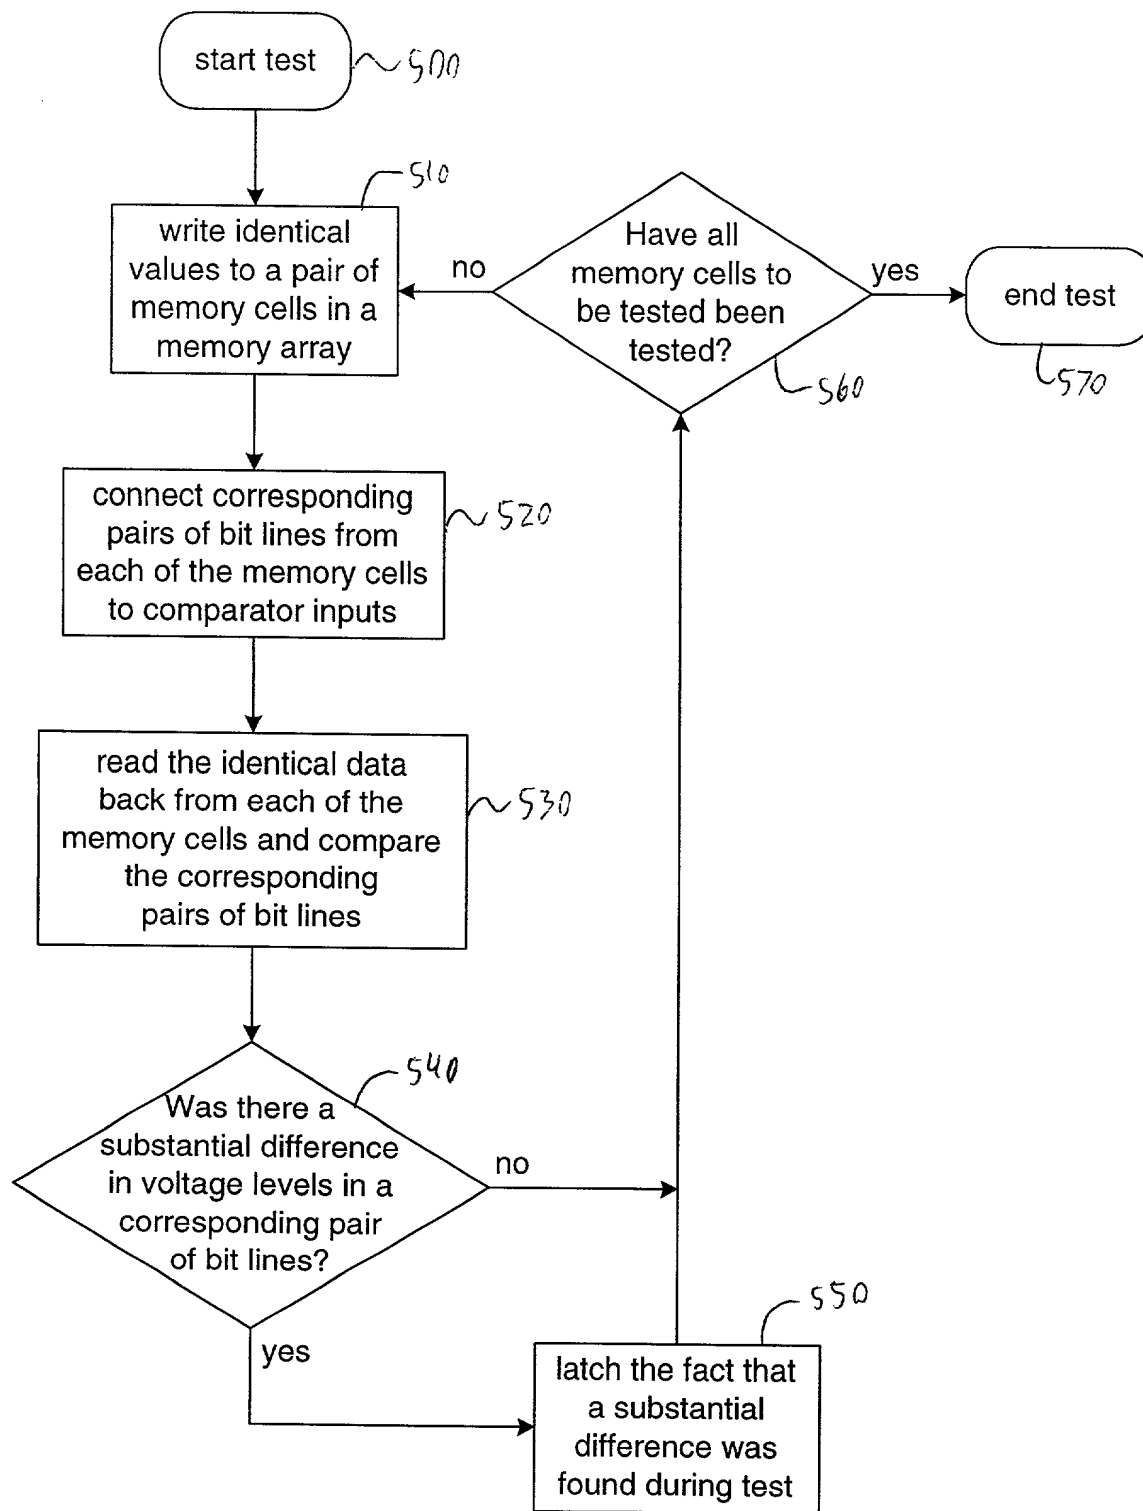 start test
500
510
write identical
values to a pair of
memory cells in a
memory array
no
Have all
memory cells to
be tested been
tested?
yes
end test
560
570
connect corresponding
pairs of bit lines from
each of the memory cells
to comparator inputs
520
read the identical data
back from each of the
memory cells and compare
the corresponding
pairs of bit lines
530
540
Was there a
substantial difference
in voltage levels in a
corresponding pair
of bit lines?
no
yes
550
latch the fact that
a substantial
difference was
found during test